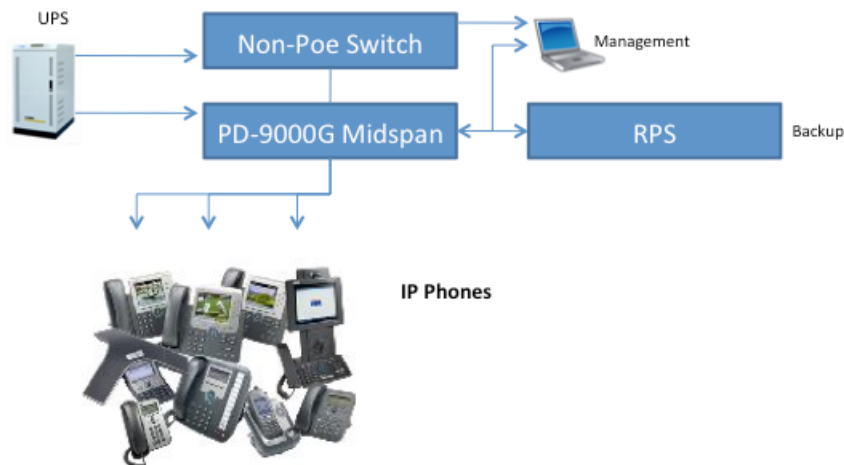 UPS
Non-Poe Switch
Management
PD-9000G Midspan
RPS
Backup
IP Phones